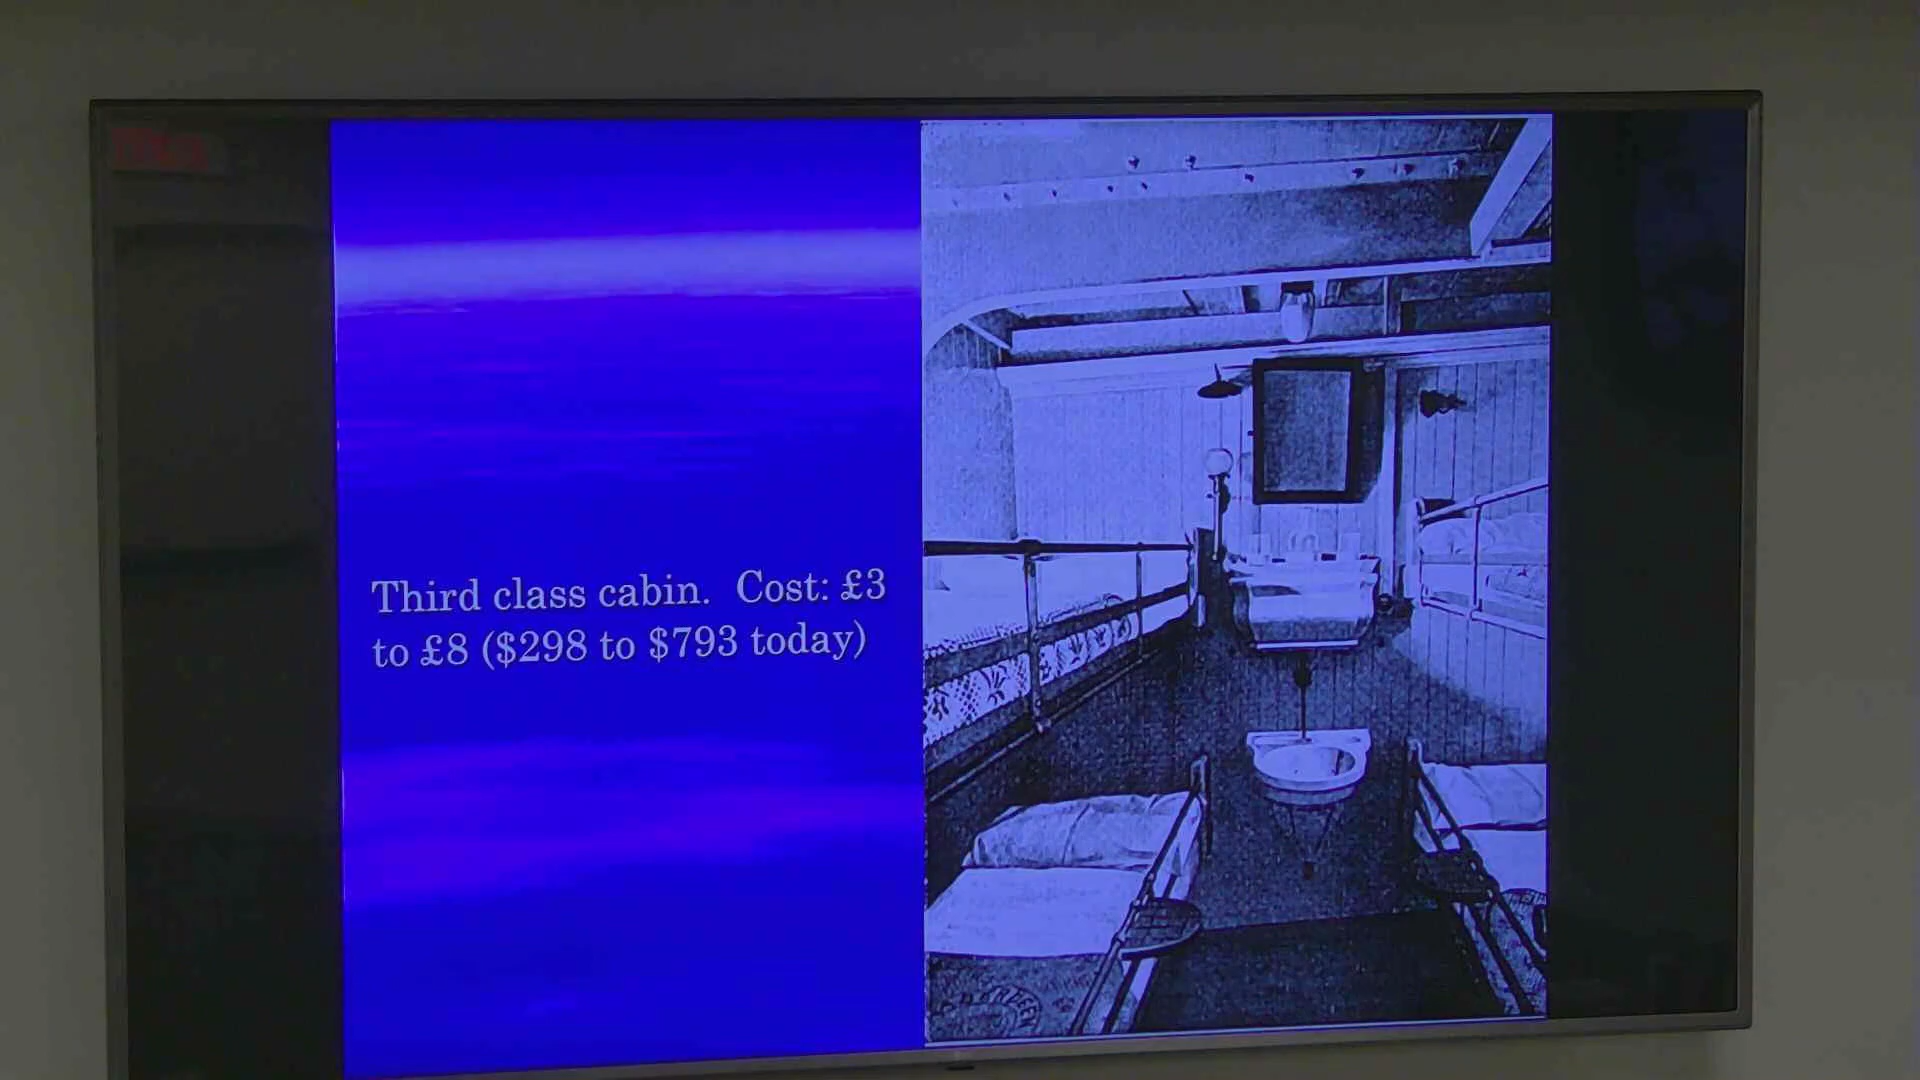 Third class cabin.  Cost: £3
to £8 ($298 to $793 today)